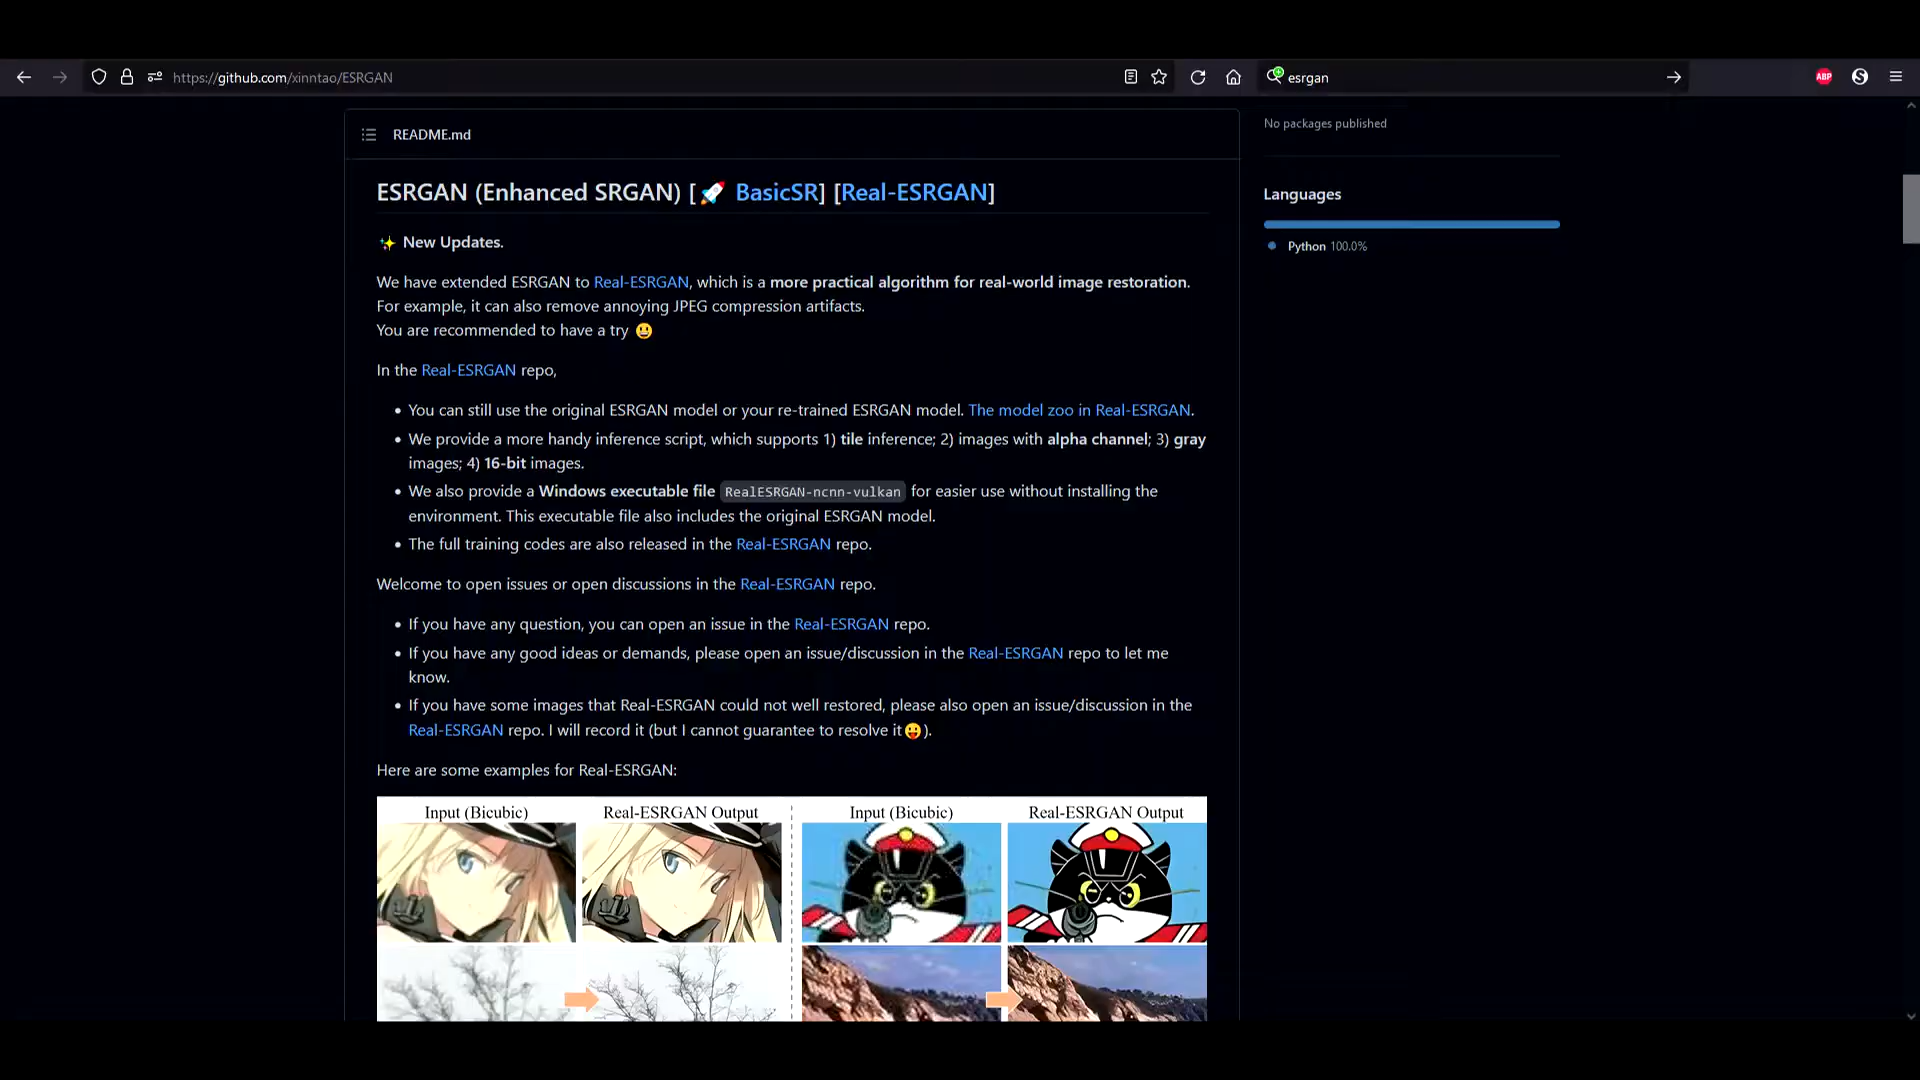 https://github.com/xinntao/ESRGAN
esrgan
ABP
README.md
No packages published
Languages
Python 100.0%
ESRGAN (Enhanced SRGAN) [🚀 BasicSR] [Real-ESRGAN]
✨ New Updates.
We have extended ESRGAN to Real-ESRGAN, which is a more practical algorithm for real-world image restoration.
For example, it can also remove annoying JPEG compression artifacts.
You are recommended to have a try 😃
In the Real-ESRGAN repo,
• You can still use the original ESRGAN model or your re-trained ESRGAN model. The model zoo in Real-ESRGAN.
• We provide a more handy inference script, which supports 1) tile inference; 2) images with alpha channel; 3) gray
images; 4) 16-bit images.
• We also provide a Windows executable file RealESRGAN-ncnn-vulkan for easier use without installing the
environment. This executable file also includes the original ESRGAN model.
• The full training codes are also released in the Real-ESRGAN repo.
Welcome to open issues or open discussions in the Real-ESRGAN repo.
• If you have any question, you can open an issue in the Real-ESRGAN repo.
• If you have any good ideas or demands, please open an issue/discussion in the Real-ESRGAN repo to let me
know.
• If you have some images that Real-ESRGAN could not well restored, please also open an issue/discussion in the
Real-ESRGAN repo. I will record it (but I cannot guarantee to resolve it😛).
Here are some examples for Real-ESRGAN:
Input (Bicubic) Real-ESRGAN Output Input (Bicubic) Real-ESRGAN Output